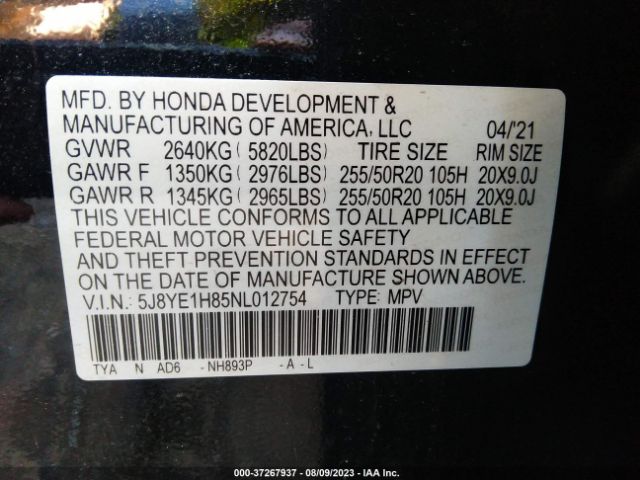 MFD. BY HONDA DEVELOPMENT &
MANUFACTURING OF AMERICA, LLC 04/'21
GVWR 2640KG ( 5820LBS) TIRE SIZE RIM SIZE
GAWR F 1350KG ( 2976LBS) 255/50R20 105H 20X9.0J
GAWR R 1345KG ( 2965LBS) 255/50R20 105H 20X9.0J
THIS VEHICLE CONFORMS TO ALL APPLICABLE
FEDERAL MOTOR VEHICLE SAFETY
AND THEFT PREVENTION STANDARDS IN EFFECT
ON THE DATE OF MANUFACTURE SHOWN ABOVE.
V.I.N.: 5J8YE1H85NL012754 TYPE: MPV
TYA N AD6 -NH893P -A-L
000-37267937 - 08/09/2023 - IAA Inc.